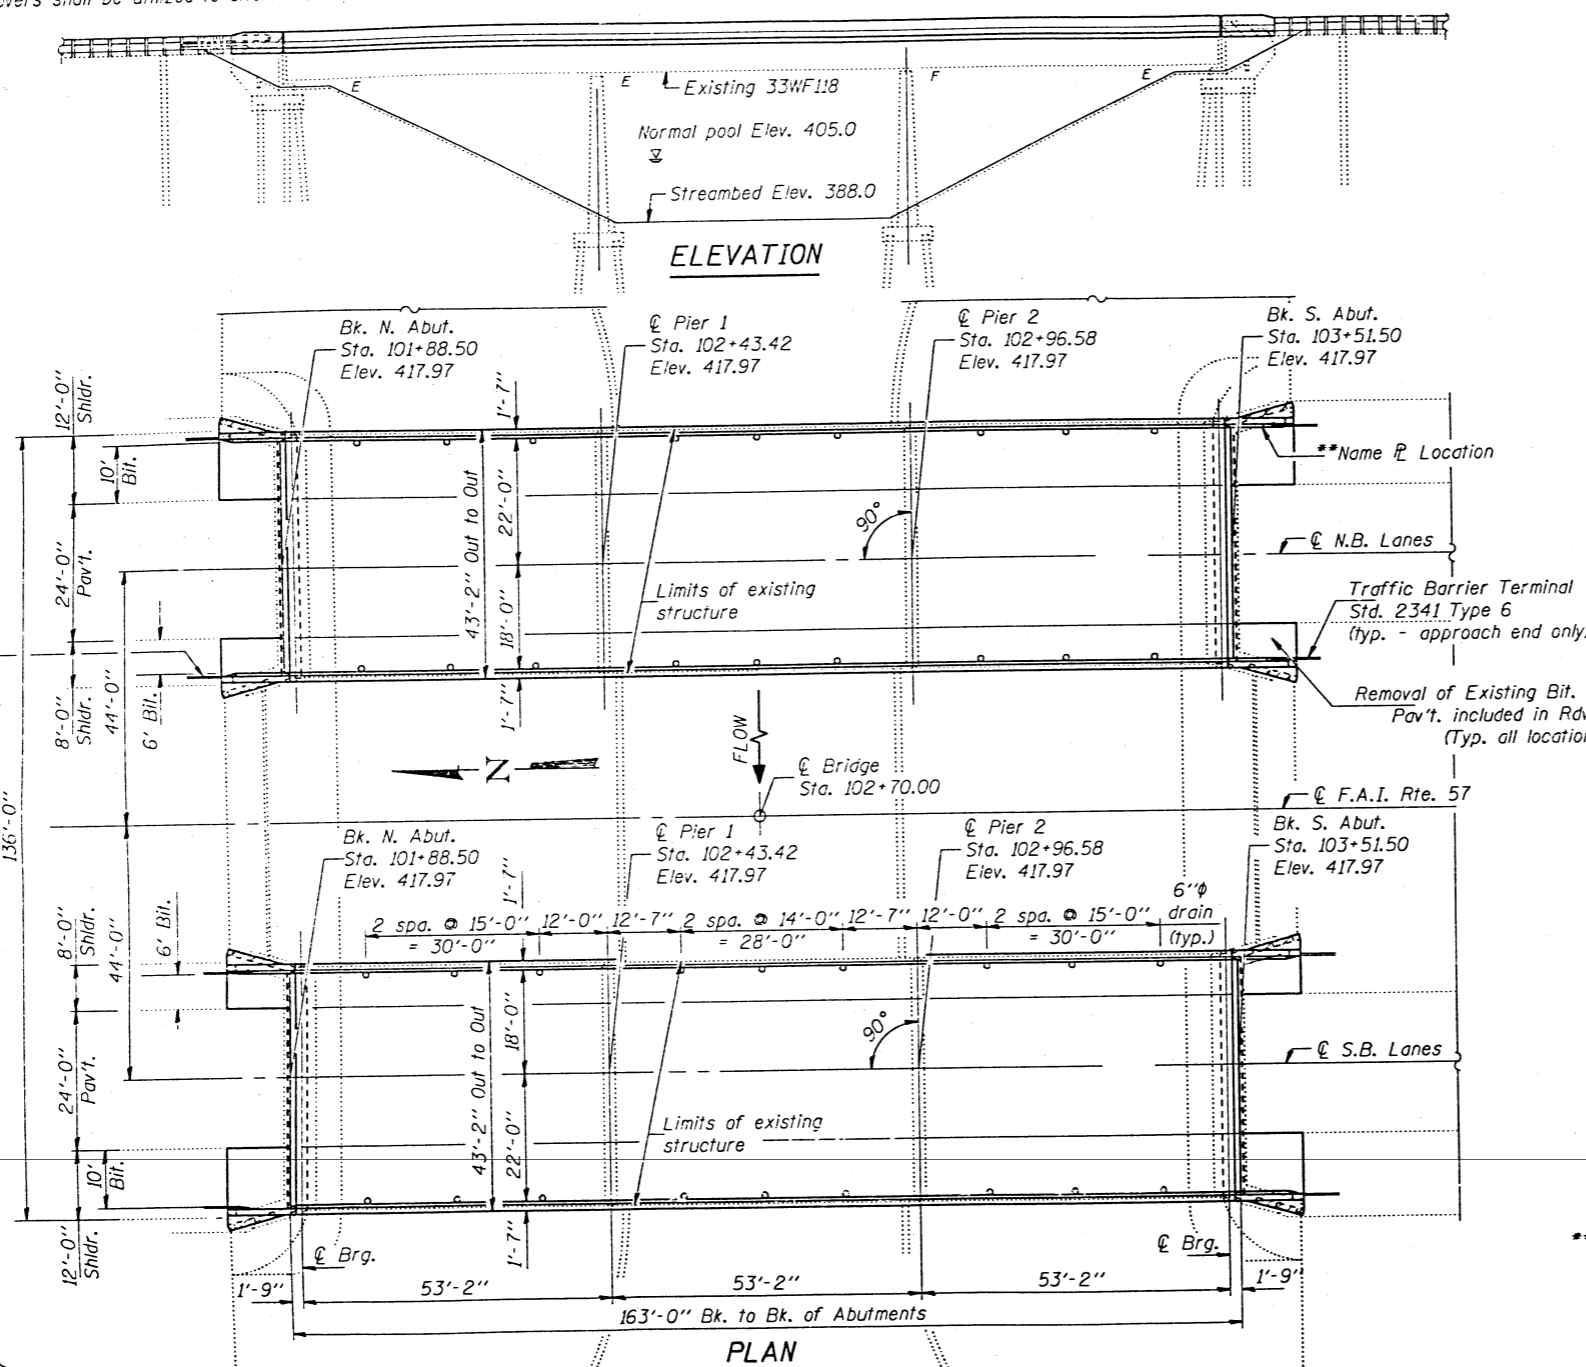 E
E
F
E
Existing 33WF118
Normal pool Elev. 405.0
Streambed Elev. 388.0
ELEVATION
Bk. N. Abut.
Sta. 101+88.50
Elev. 417.97
℄ Pier 1
Sta. 102+43.42
Elev. 417.97
℄ Pier 2
Sta. 102+96.58
Elev. 417.97
Bk. S. Abut.
Sta. 103+51.50
Elev. 417.97
12'-0"
Shldr.
10'
Bit.
24'-0"
Pav't.
8'-0"
Shldr.
44'-0"
6' Bit.
136'-0"
1'-7"
43'-2" Out to Out
22'-0"
18'-0"
1'-7"
Limits of existing
structure
90°
**Name ℙL Location
℄ N.B. Lanes
Traffic Barrier Terminal
Std. 2341 Type 6
(typ. - approach end only.
Removal of Existing Bit.
Pav't. included in
(Typ. all
FLOW
N
℄ Bridge
Sta. 102+70.00
℄ F.A.I. Rte. 57
Bk. N. Abut.
Sta. 101+88.50
Elev. 417.97
℄ Pier 1
Sta. 102+43.42
Elev. 417.97
℄ Pier 2
Sta. 102+96.58
Elev. 417.97
Bk. S. Abut.
Sta. 103+51.50
Elev. 417.97
1'-7"
2 spa. @ 15'-0"
= 30'-0"
12'-0"
12'-7"
2 spa. @ 14'-0"
= 28'-0"
12'-7"
12'-0"
2 spa. @ 15'-0"
= 30'-0"
6"φ
drain
(typ.)
8'-0"
Shldr.
6' Bit.
44'-0"
24'-0"
Pav't.
10'
Bit.
12'-0"
Shldr.
43'-2" Out to Out
18'-0"
22'-0"
1'-7"
90°
Limits of existing
structure
℄ S.B. Lanes
℄ Brg.
℄ Brg.
1'-9"
53'-2"
53'-2"
53'-2"
1'-9"
163'-0" Bk. to Bk. of Abutments
PLAN